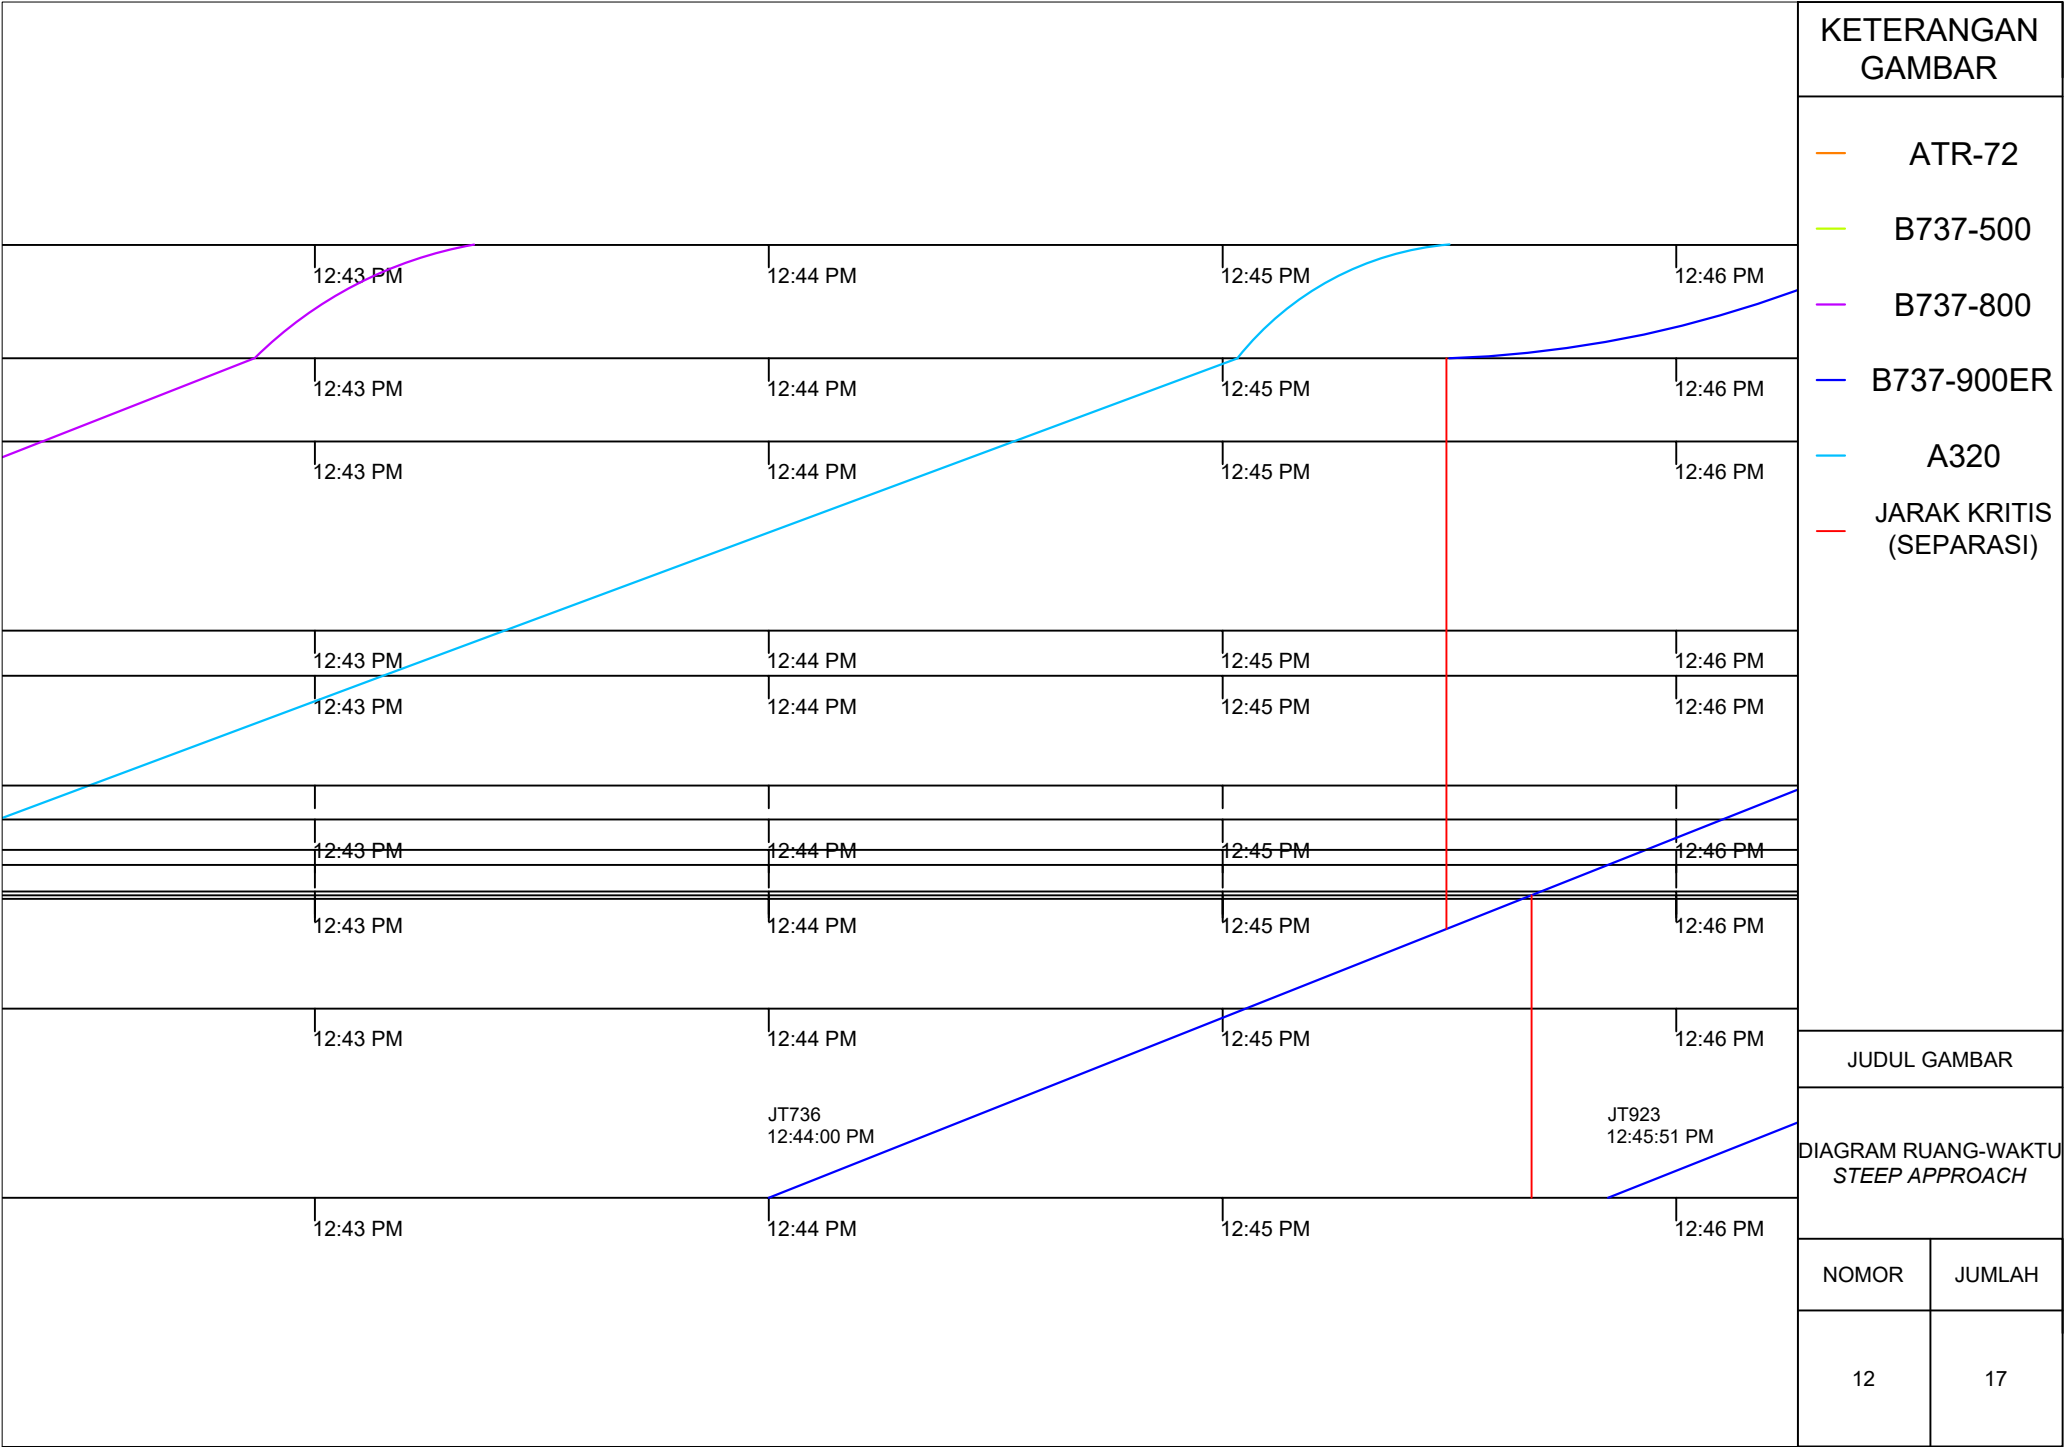 KETERANGAN
GAMBAR
ATR-72
B737-500
B737-800
B737-900ER
A320
JARAK KRITIS
(SEPARASI)
12:43 PM 12:44 PM 12:45 PM 12:46 PM
12:43 PM 12:44 PM 12:45 PM 12:46 PM
12:43 PM 12:44 PM 12:45 PM 12:46 PM
12:43 PM 12:44 PM 12:45 PM 12:46 PM
12:43 PM 12:44 PM 12:45 PM 12:46 PM
12:43 PM 12:44 PM 12:45 PM 12:46 PM
12:43 PM 12:44 PM 12:45 PM 12:46 PM
12:43 PM 12:44 PM 12:45 PM 12:46 PM
JT736
12:44:00 PM
JT923
12:45:51 PM
12:43 PM 12:44 PM 12:45 PM 12:46 PM
JUDUL GAMBAR
DIAGRAM RUANG-WAKTU
STEEP APPROACH
NOMOR JUMLAH
12 17